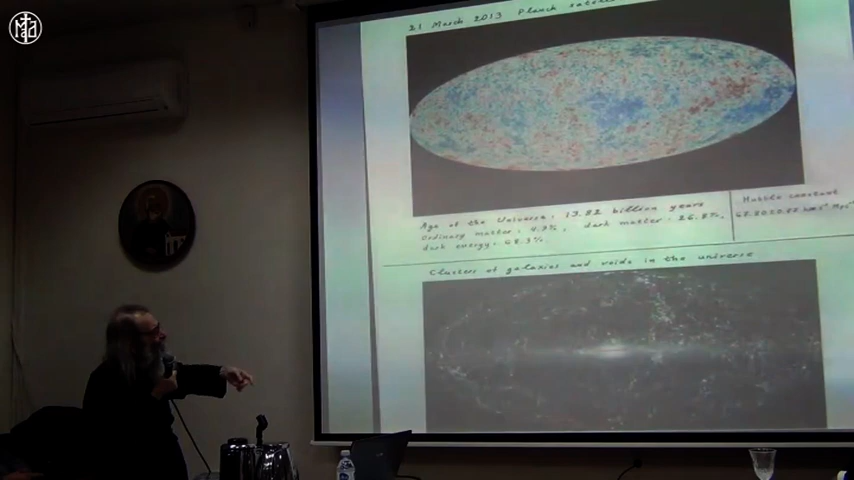 21 March 2013 Planck satel
Age of the Universe: 13.82 billion years
Ordinary matter: 4.9%, dark matter: 26.8%,
dark energy: 68.3%.
Hubble constant
Clusters of galaxies and voids in the universe